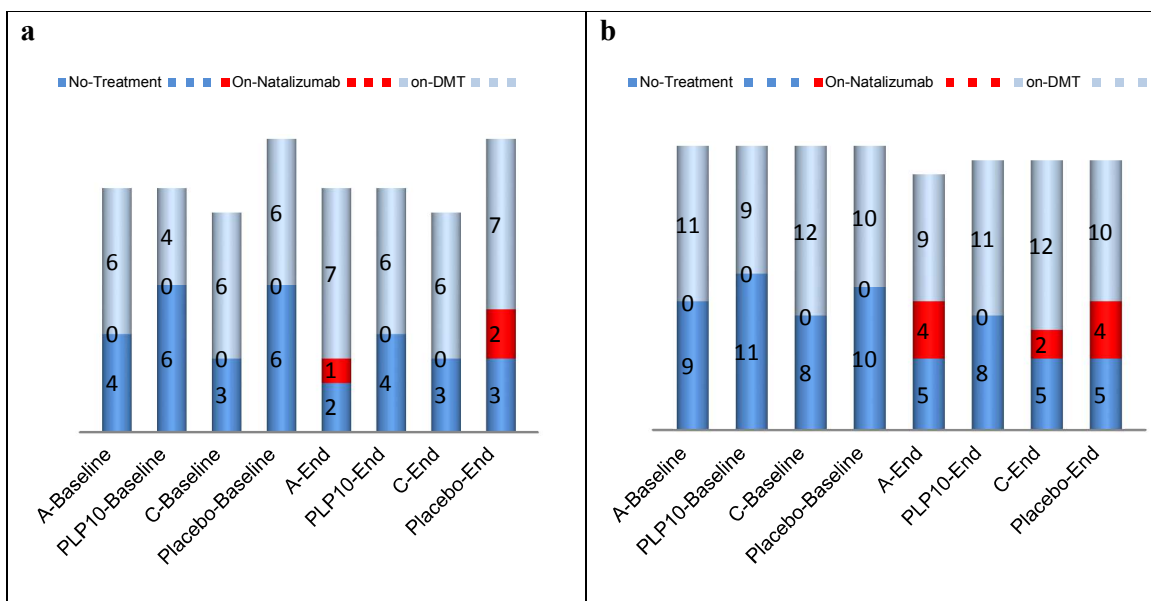 a
No-Treatment On-Natalizumab on-DMT
6 4 6 6 7 6 6 7
0 0 0 0 1 0 0 2
4 6 3 6 2 4 3 3
A-Baseline
PLP10-Baseline
C-Baseline
Placebo-Baseline
A-End
PLP10-End
C-End
Placebo-End
b
No-Treatment On-Natalizumab on-DMT
11 9 12 10 9 11 12 10
0 0 0 0 4 0 2 4
9 11 8 10 5 8 5 5
A-Baseline
PLP10-Baseline
C-Baseline
Placebo-Baseline
A-End
PLP10-End
C-End
Placebo-End